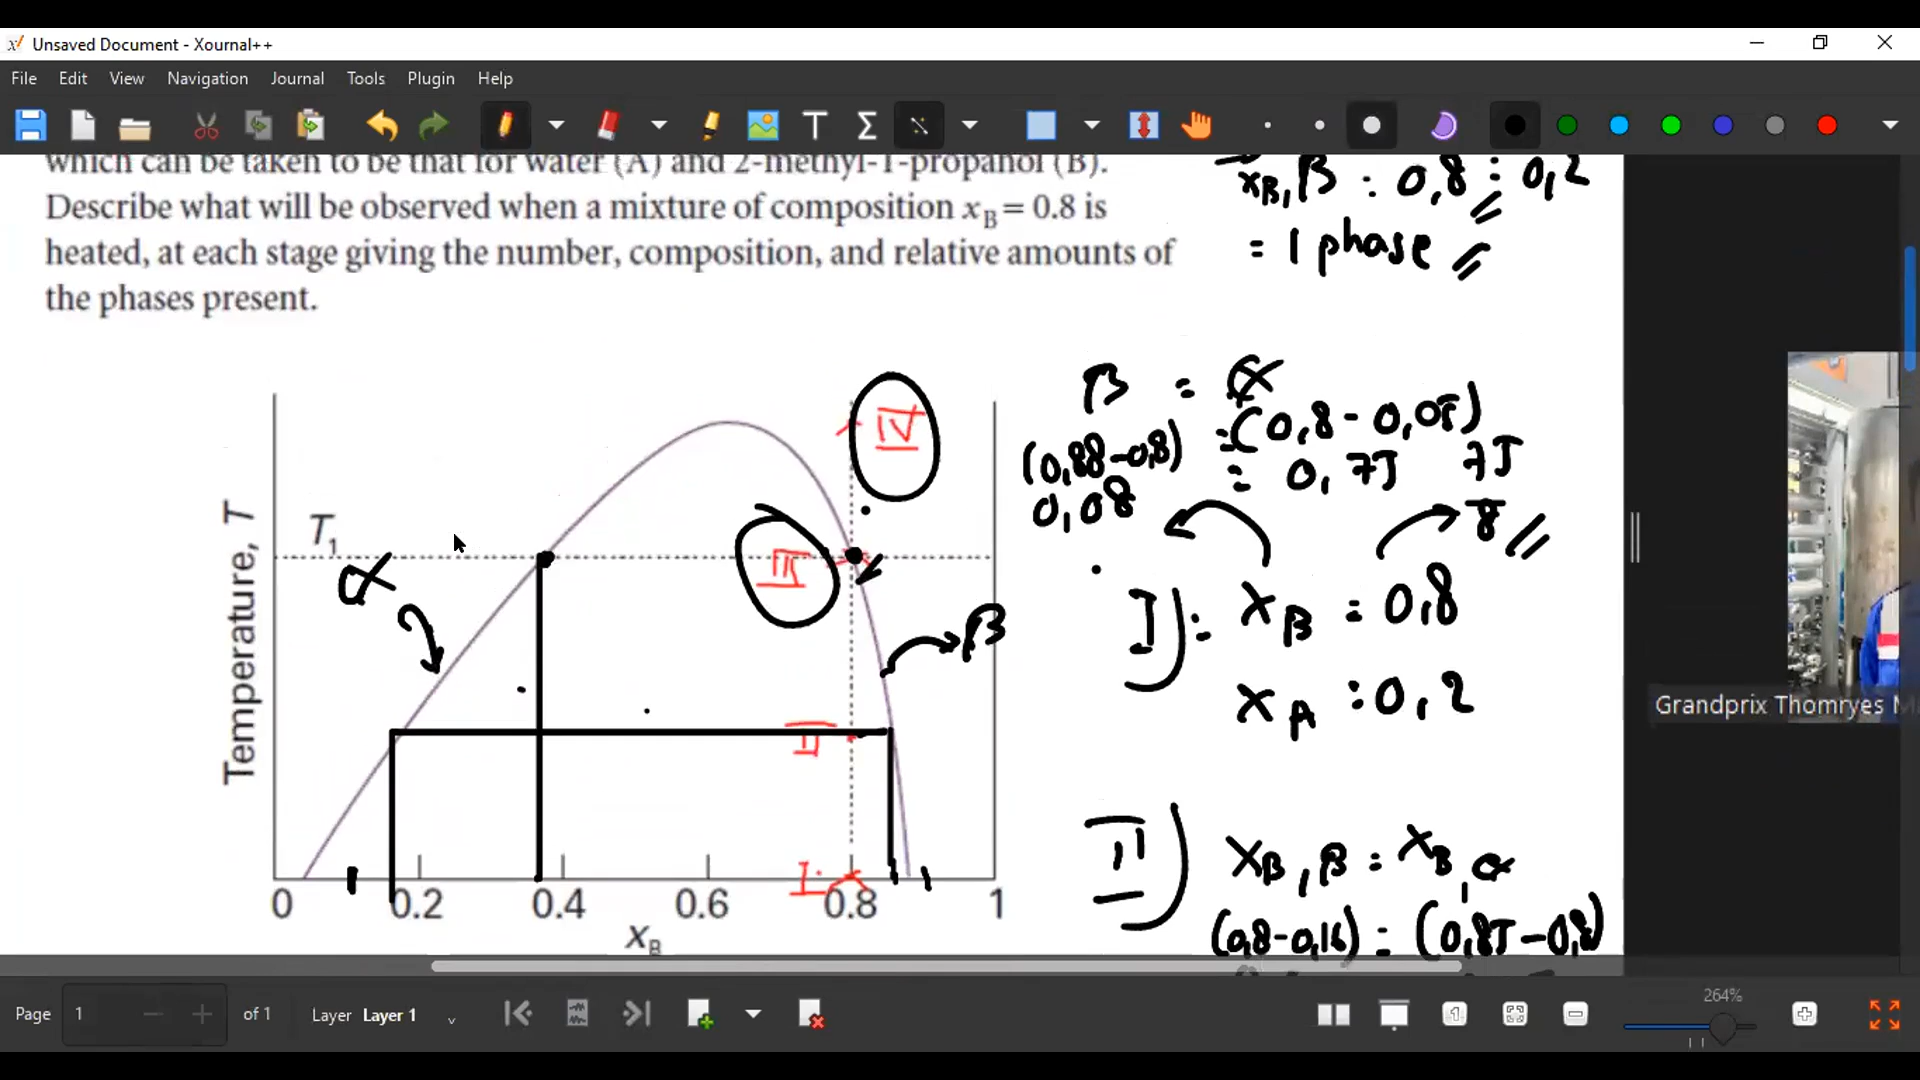 Unsaved Document - Xournal++
File Edit View Navigation Journal Tools Plugin Help
which can be taken to be that for water (A) and 2-methyl-1-propanol (B).
Describe what will be observed when a mixture of composition xB = 0.8 is
heated, at each stage giving the number, composition, and relative amounts of
the phases present.
xB,β : 0,8 : 0,2
= 1 phase
β = α
(0,88-0,8) = (0,8-0,05)
0,08 = 0,75 75
8
I) : xB = 0,8
xA : 0,2
II) xB,β = xB,α
(0,8-0,16) = (0,85-0,8)
Temperature, T
T1
α
β
IV
III
II
I
0 0.2 0.4 0.6 0.8 1
xB
Grandprix Thomryes M
Page 1 of 1 Layer Layer 1
264%